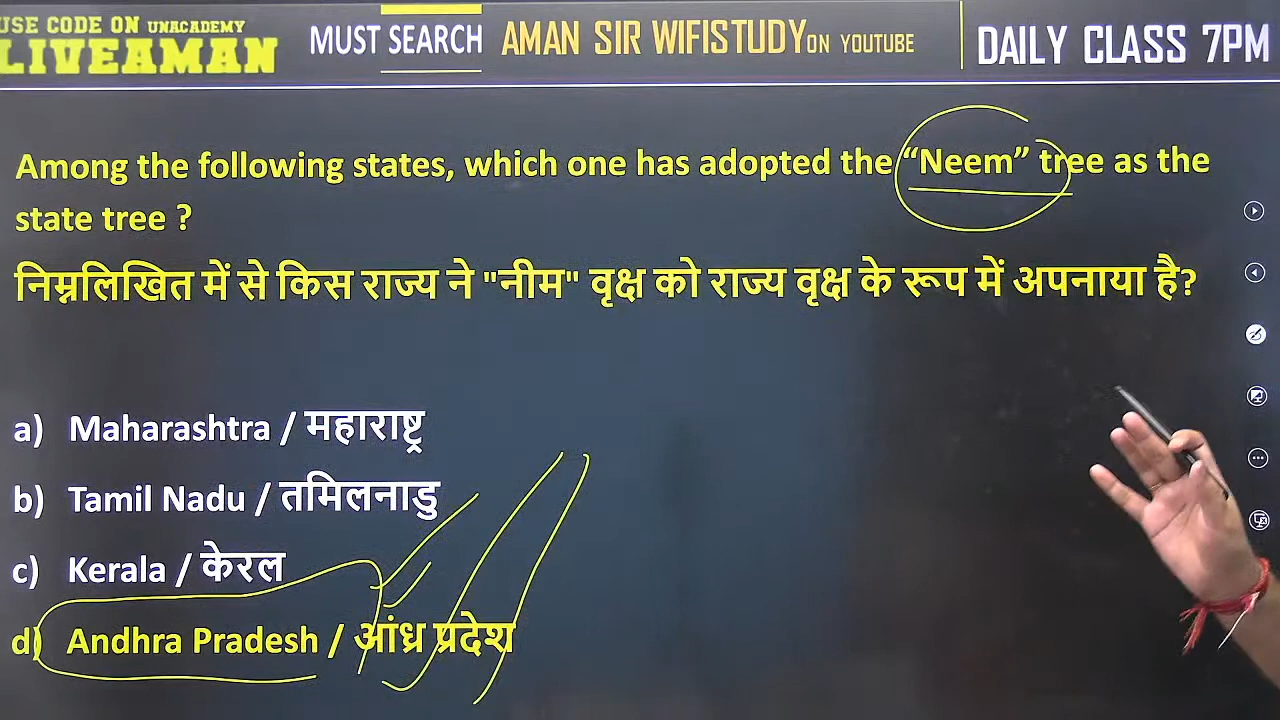 USE CODE ON UNACADEMY
LIVEAMAN
MUST SEARCH AMAN SIR WIFISTUDY ON YOUTUBE
DAILY CLASS 7PM
Among the following states, which one has adopted the “Neem” tree as the
state tree ?
निम्नलिखित में से किस राज्य ने "नीम" वृक्ष को राज्य वृक्ष के रूप में अपनाया है?
a) Maharashtra / महाराष्ट्र
b) Tamil Nadu / तमिलनाडु
c) Kerala / केरल
d) Andhra Pradesh / आंध्र प्रदेश